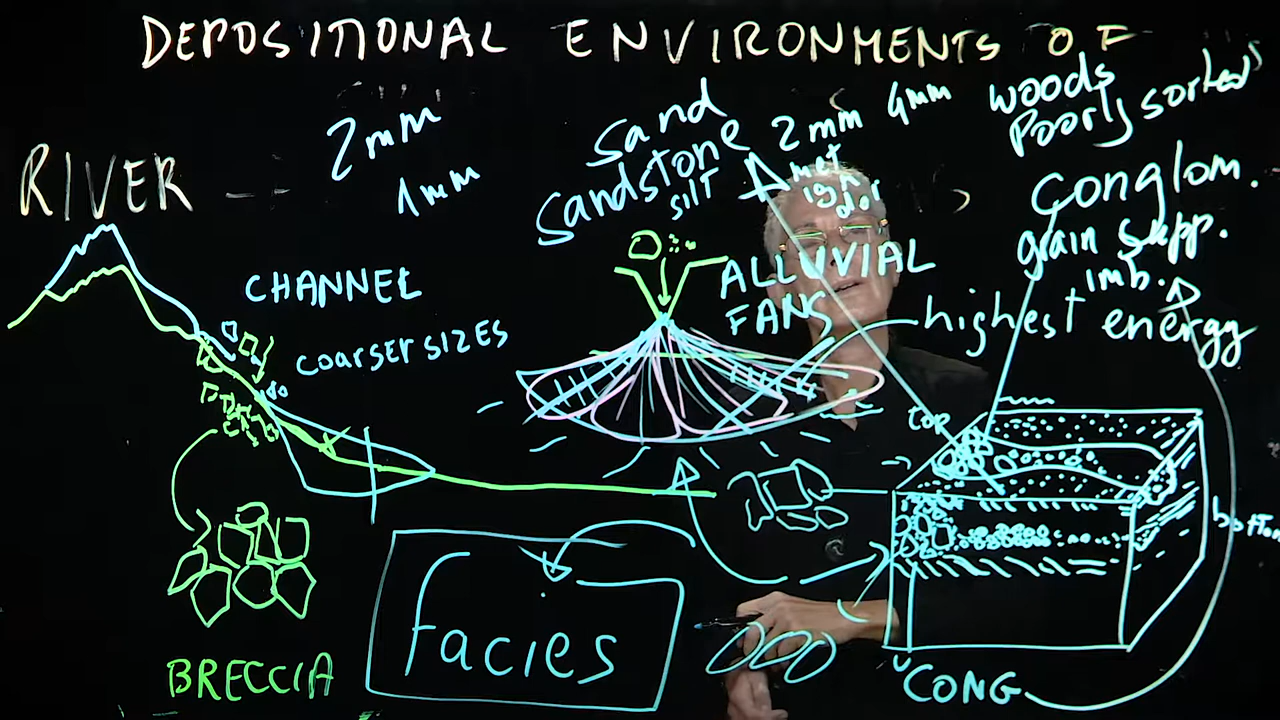 DEPOSITIONAL ENVIRONMENTS OF
RIVER
2mm
1mm
sand
sandstone
silt
2mm 4mm
woods
Poorly sorted
conglom.
grain supp.
imb.
CHANNEL
COARSER SIZES
ALLUVIAL
FANS
highest energy
top
bottom
Facies
BRECCIA
CONG